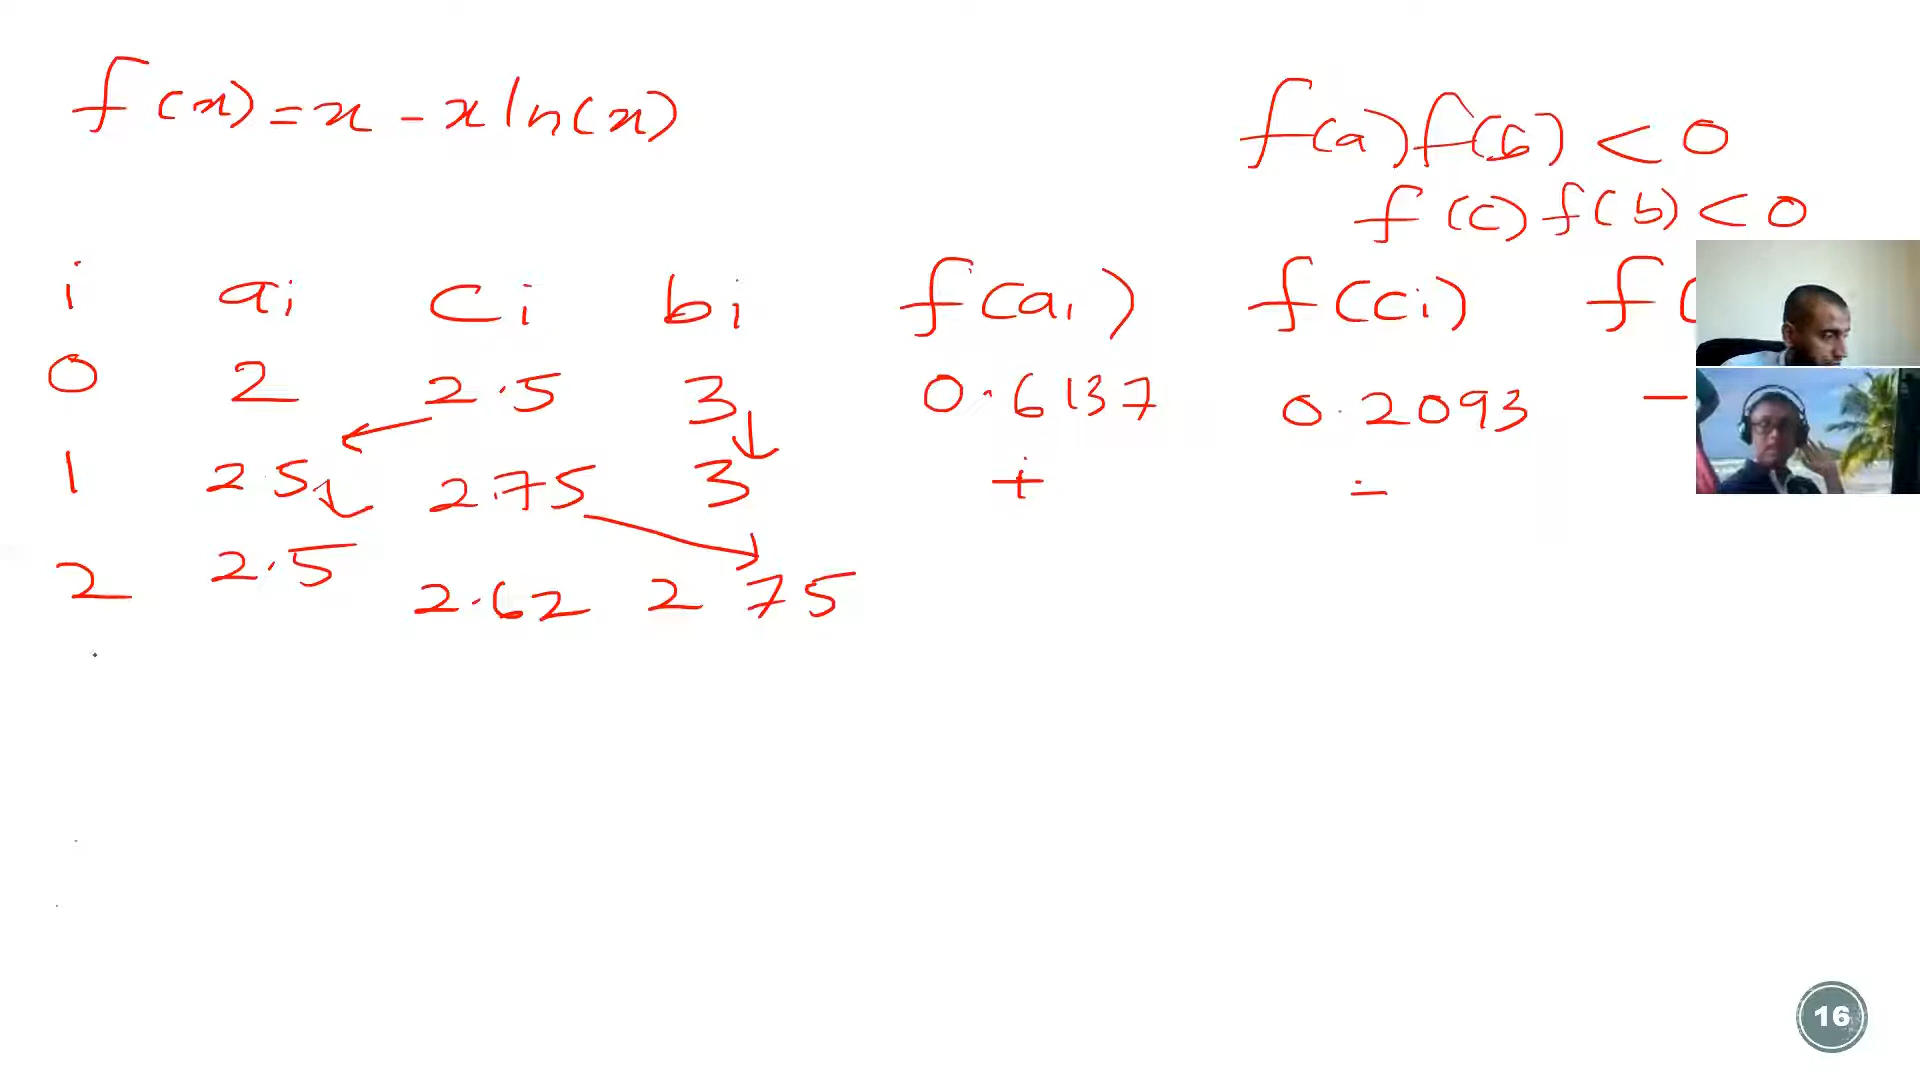 f(x) = x - x ln(x)
f(a) f(b) < 0
f(c) f(b) < 0
i ai ci bi f(ai) f(ci) f(
0 2 2.5 3 0.6137 0.2093 -
1 2.5 2.75 3 + -
2 2.5 2.62 2 75
16